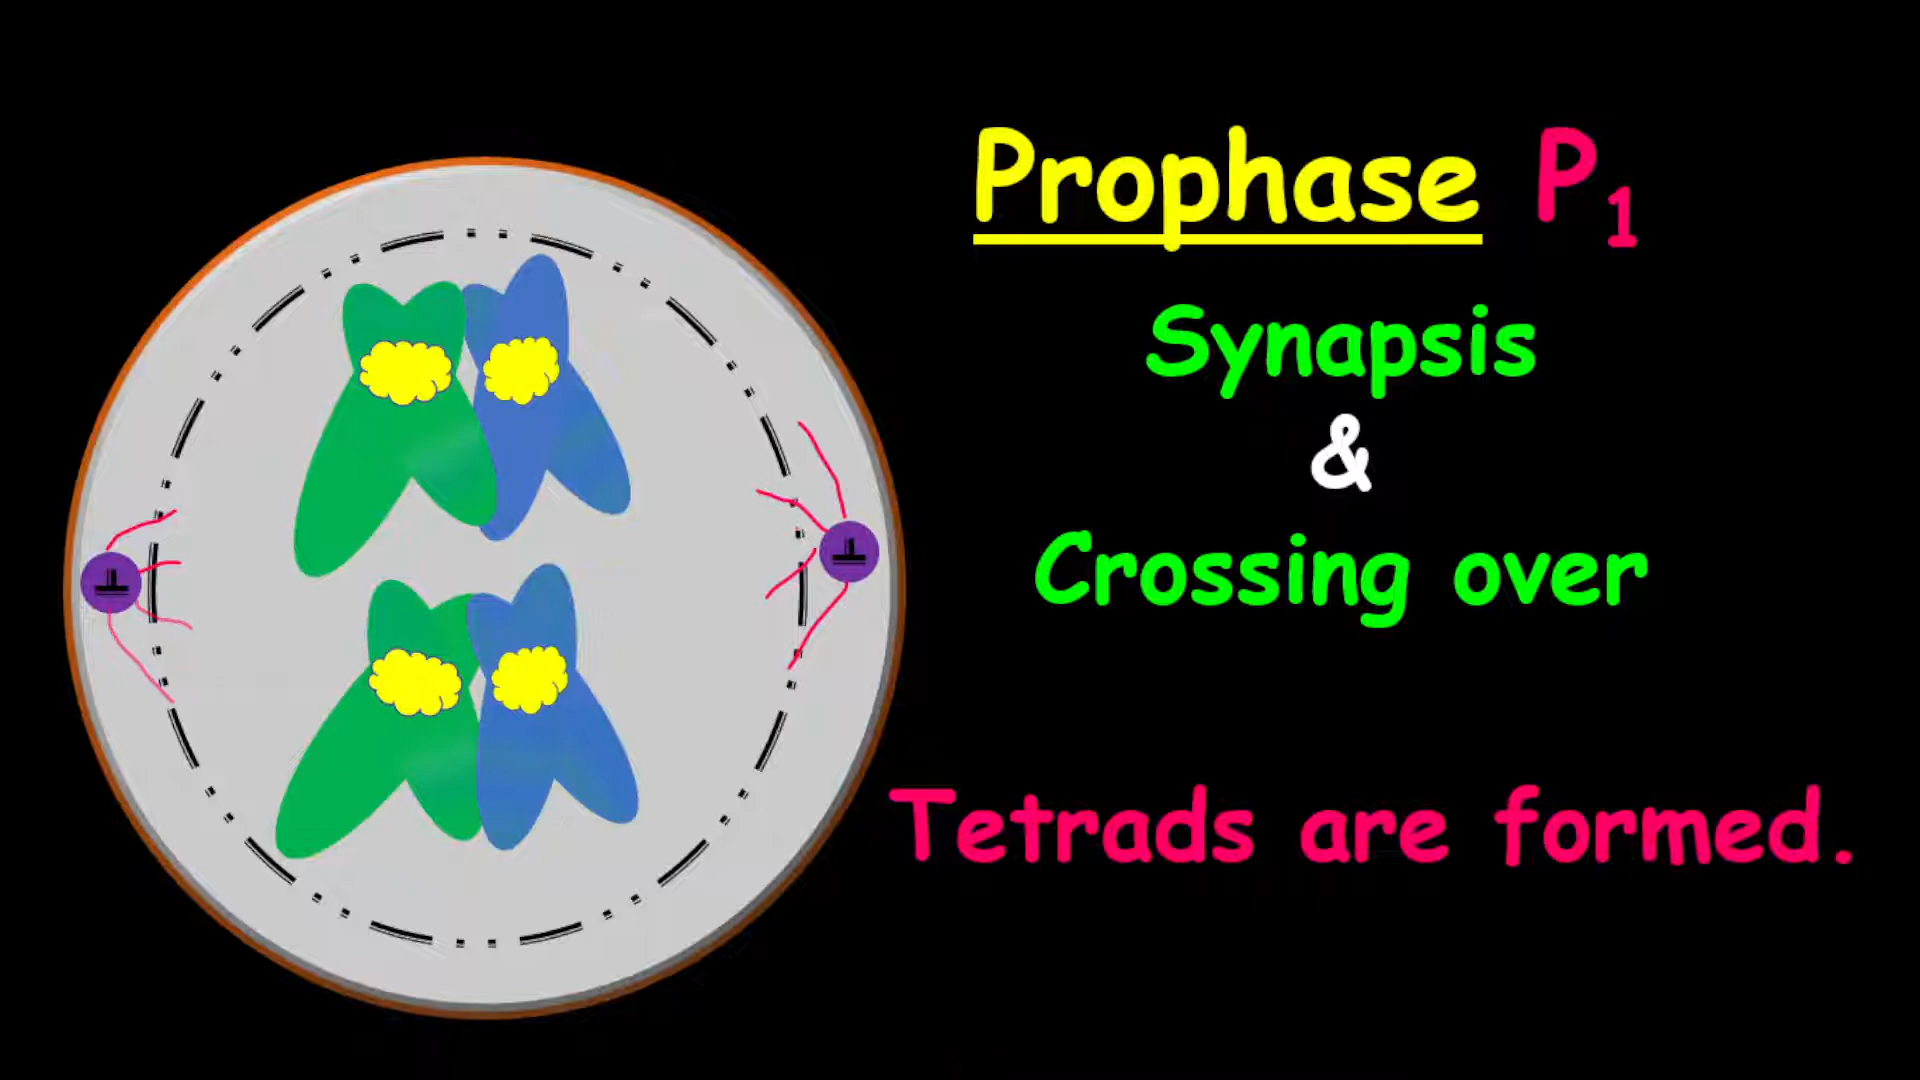 Prophase P₁
Synapsis
&
Crossing over
Tetrads are formed.